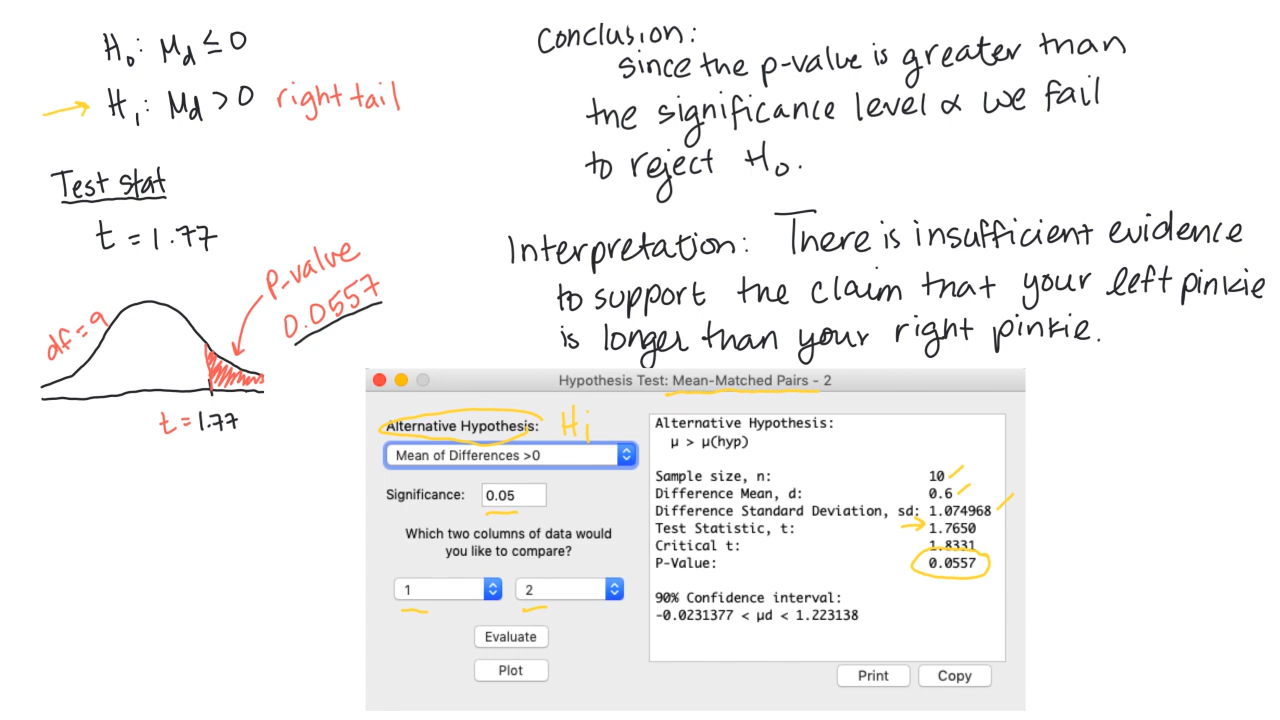 H₀: μd ≤ 0
→ H₁: μd > 0 right tail
Test stat
t = 1.77
P-value
0.0557
df = 9
t = 1.77
Conclusion:
since the p-value is greater than
the significance level α we fail
to reject H₀.
Interpretation: There is insufficient evidence
to support the claim that your left pinkie
is longer than your right pinkie.
Hypothesis Test: Mean-Matched Pairs - 2
Alternative Hypothesis: H₁
Mean of Differences >0
Significance: 0.05
Which two columns of data would
you like to compare?
1 2
Evaluate
Plot
Alternative Hypothesis:
μ > μ(hyp)
Sample size, n: 10
Difference Mean, d: 0.6
Difference Standard Deviation, sd: 1.074968
Test Statistic, t: 1.7650
Critical t: 1.8331
P-Value: 0.0557
90% Confidence interval:
-0.0231377 < μd < 1.223138
Print Copy